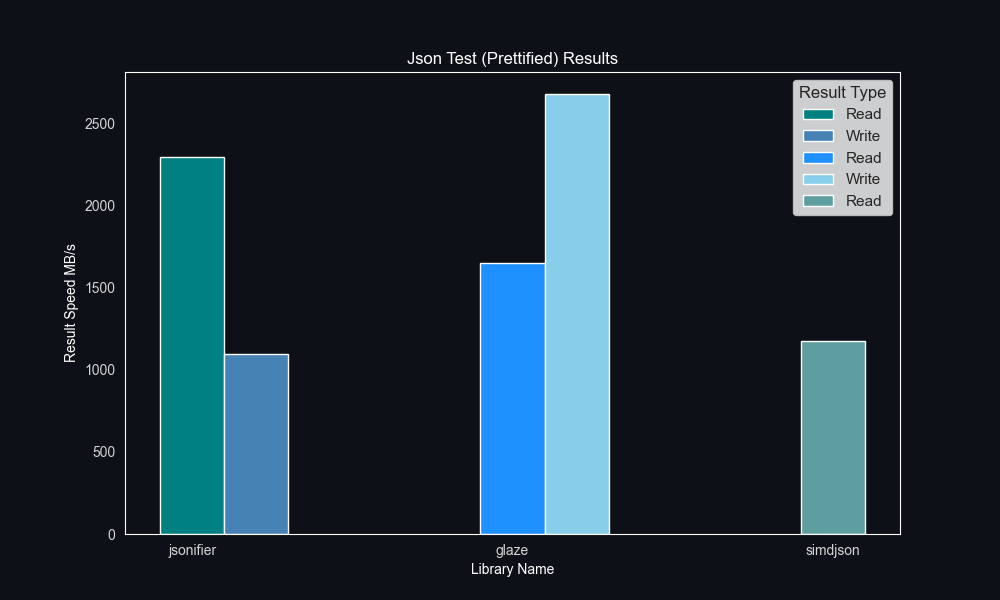 Json Test (Prettified) Results
Result Type
Read
Write
Read
Write
Read
Result Speed MB/s
2500
2000
1500
1000
500
0
jsonifier
glaze
simdjson
Library Name